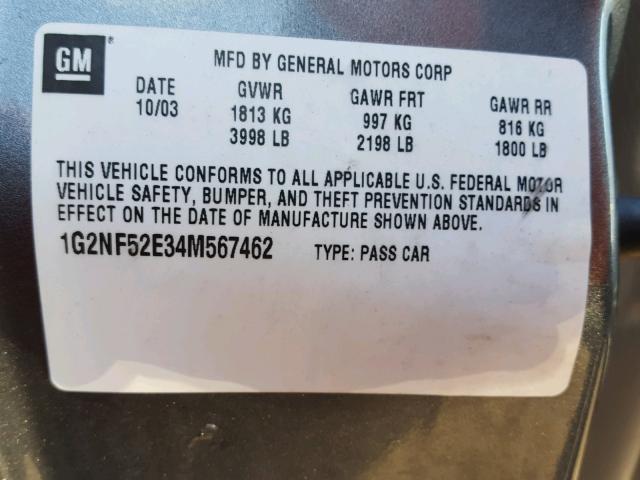 GM ®
MFD BY GENERAL MOTORS CORP
DATE GVWR GAWR FRT GAWR RR
10/03 1813 KG 997 KG 816 KG
3998 LB 2198 LB 1800 LB
THIS VEHICLE CONFORMS TO ALL APPLICABLE U.S. FEDERAL MOTOR
VEHICLE SAFETY, BUMPER, AND THEFT PREVENTION STANDARDS IN
EFFECT ON THE DATE OF MANUFACTURE SHOWN ABOVE.
1G2NF52E34M567462 TYPE: PASS CAR